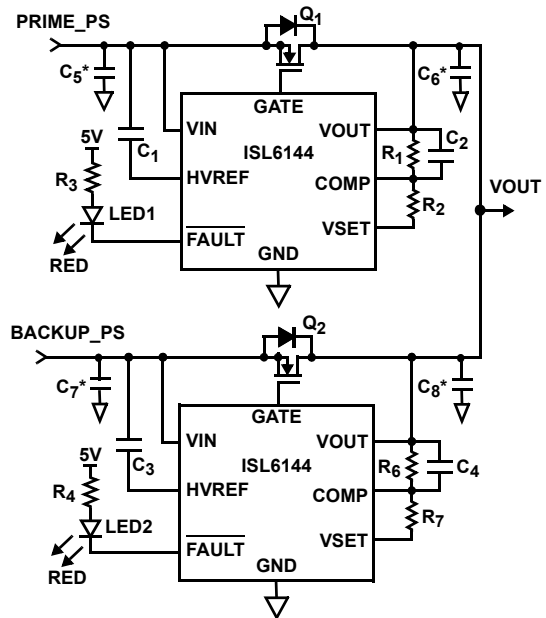 PRIME_PS
Q1
C5*
C6*
GATE
VIN
VOUT
C1
ISL6144
R1
C2
5V
HVREF
COMP
VOUT
R3
LED1
R2
VSET
FAULT
RED
GND
BACKUP_PS
Q2
C7*
C8*
GATE
VIN
VOUT
C3
ISL6144
R6
C4
5V
HVREF
COMP
R4
R7
LED2
VSET
FAULT
RED
GND